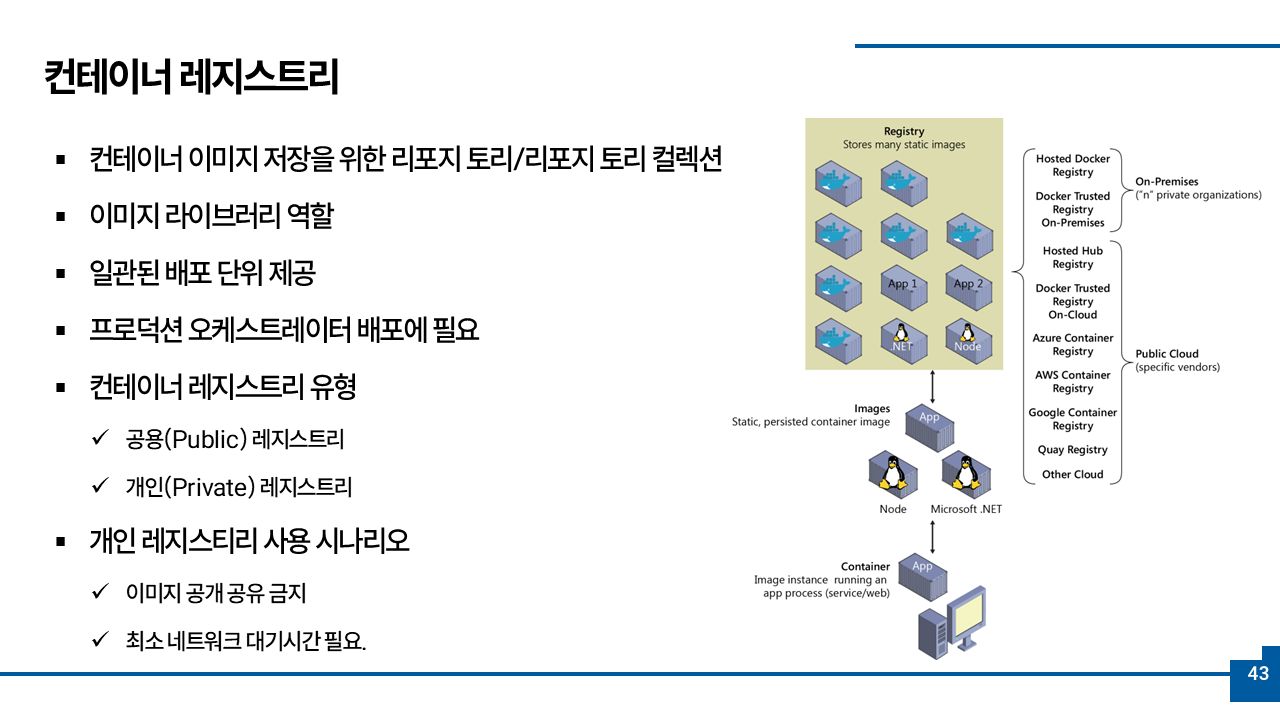 컨테이너 레지스트리
▪ 컨테이너 이미지 저장을 위한 리포지 토리/리포지 토리 컬렉션
▪ 이미지 라이브러리 역할
▪ 일관된 배포 단위 제공
▪ 프로덕션 오케스트레이터 배포에 필요
▪ 컨테이너 레지스트리 유형
✓ 공용(Public) 레지스트리
✓ 개인(Private) 레지스트리
▪ 개인 레지스티리 사용 시나리오
✓ 이미지 공개 공유 금지
✓ 최소 네트워크 대기시간 필요.
Registry
Stores many static images
App 1
App 2
.NET
Node
Images
Static, persisted container image
App
Node
Microsoft .NET
Container
Image instance running an
app process (service/web)
App
Hosted Docker
Registry
Docker Trusted
Registry
On-Premises
On-Premises
("n" private organizations)
Hosted Hub
Registry
Docker Trusted
Registry
On-Cloud
Azure Container
Registry
AWS Container
Registry
Google Container
Registry
Quay Registry
Other Cloud
Public Cloud
(specific vendors)
43